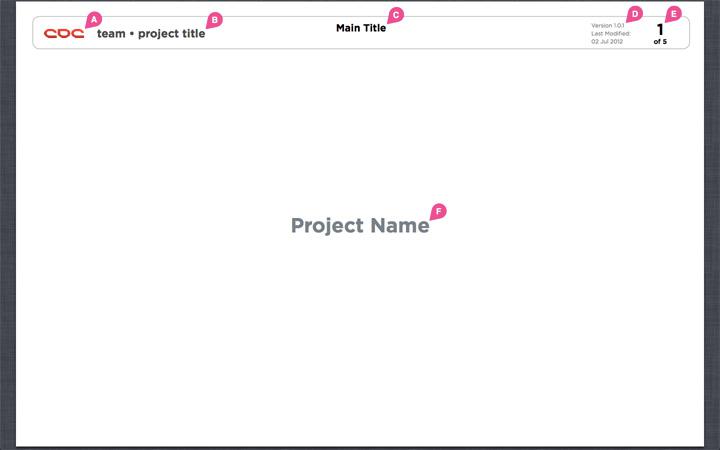 A
B
C
D
E
CDC
team • project title
Main Title
Version 1.0.1
Last Modified:
02 Jul 2012
1
of 5
Project Name
F